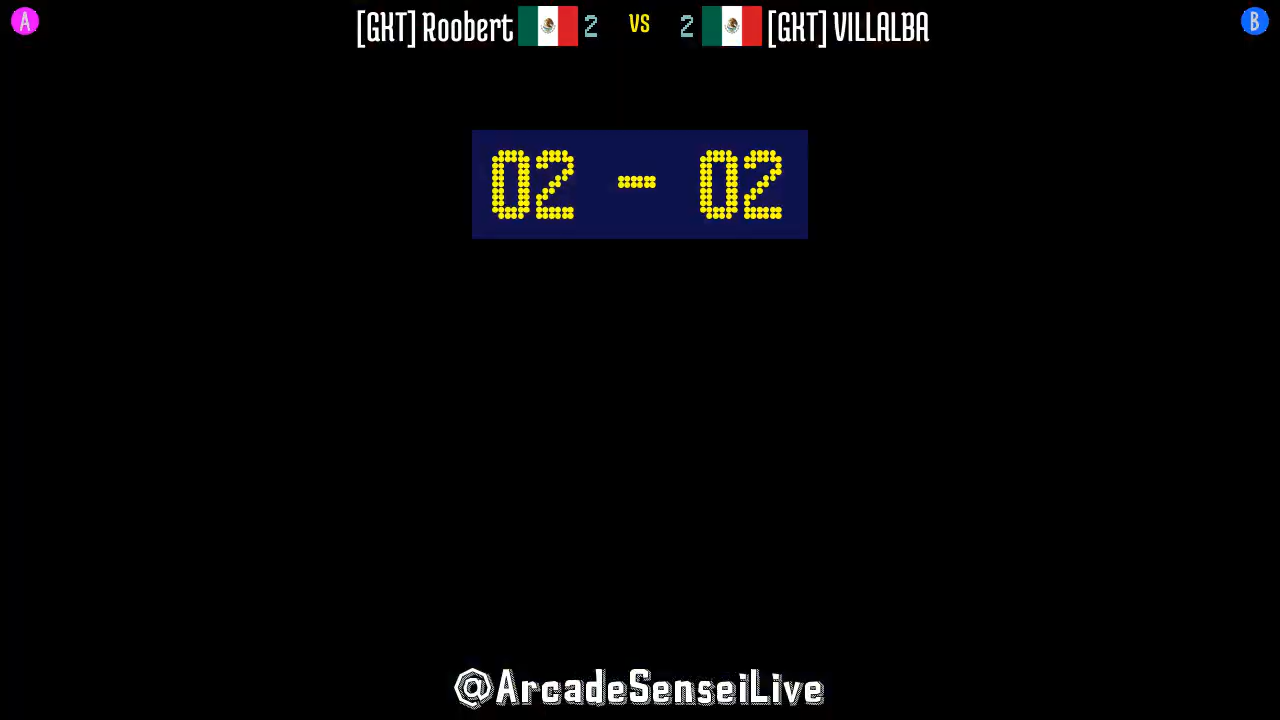 A [GKT] Roobert 2 VS 2 [GKT] VILLALBA B
02 - 02
@ArcadeSenseiLive